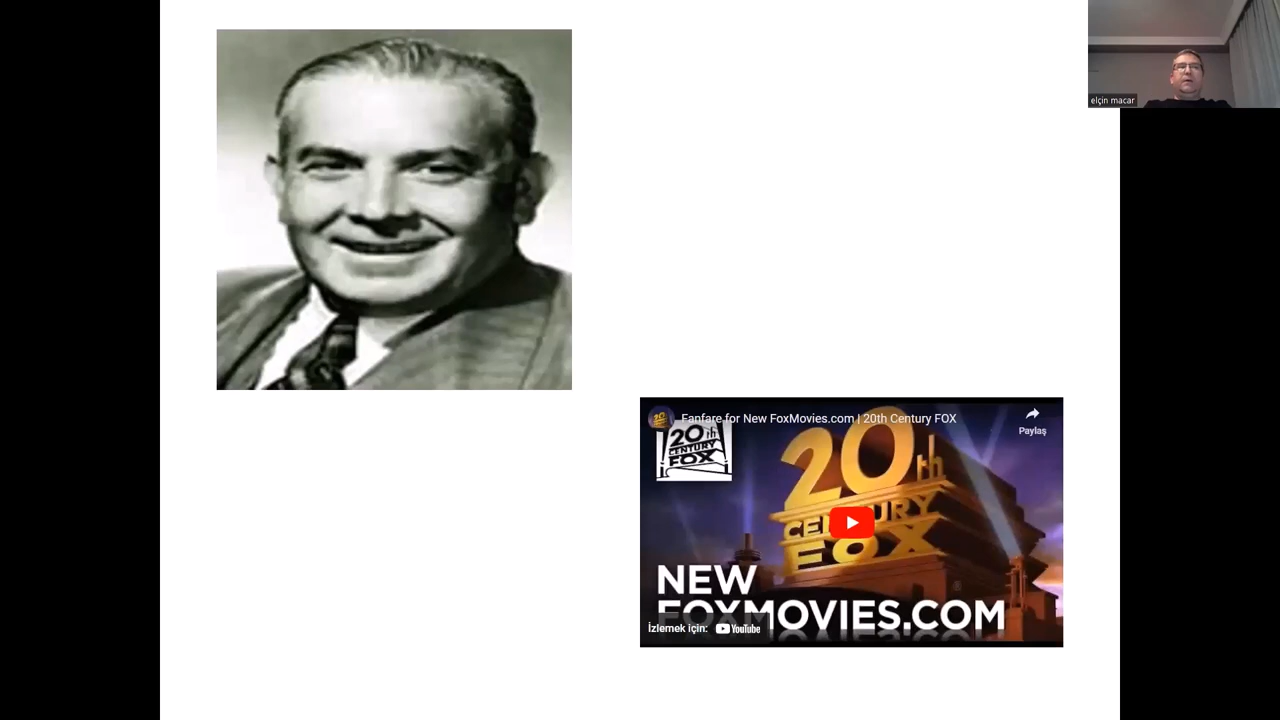 elçin macar
Fanfare for New FoxMovies.com | 20th Century FOX
Paylaş
20th
CENTURY
FOX
20th
CENTURY
FOX
NEW
FOXMOVIES.COM
İzlemek için: YouTube